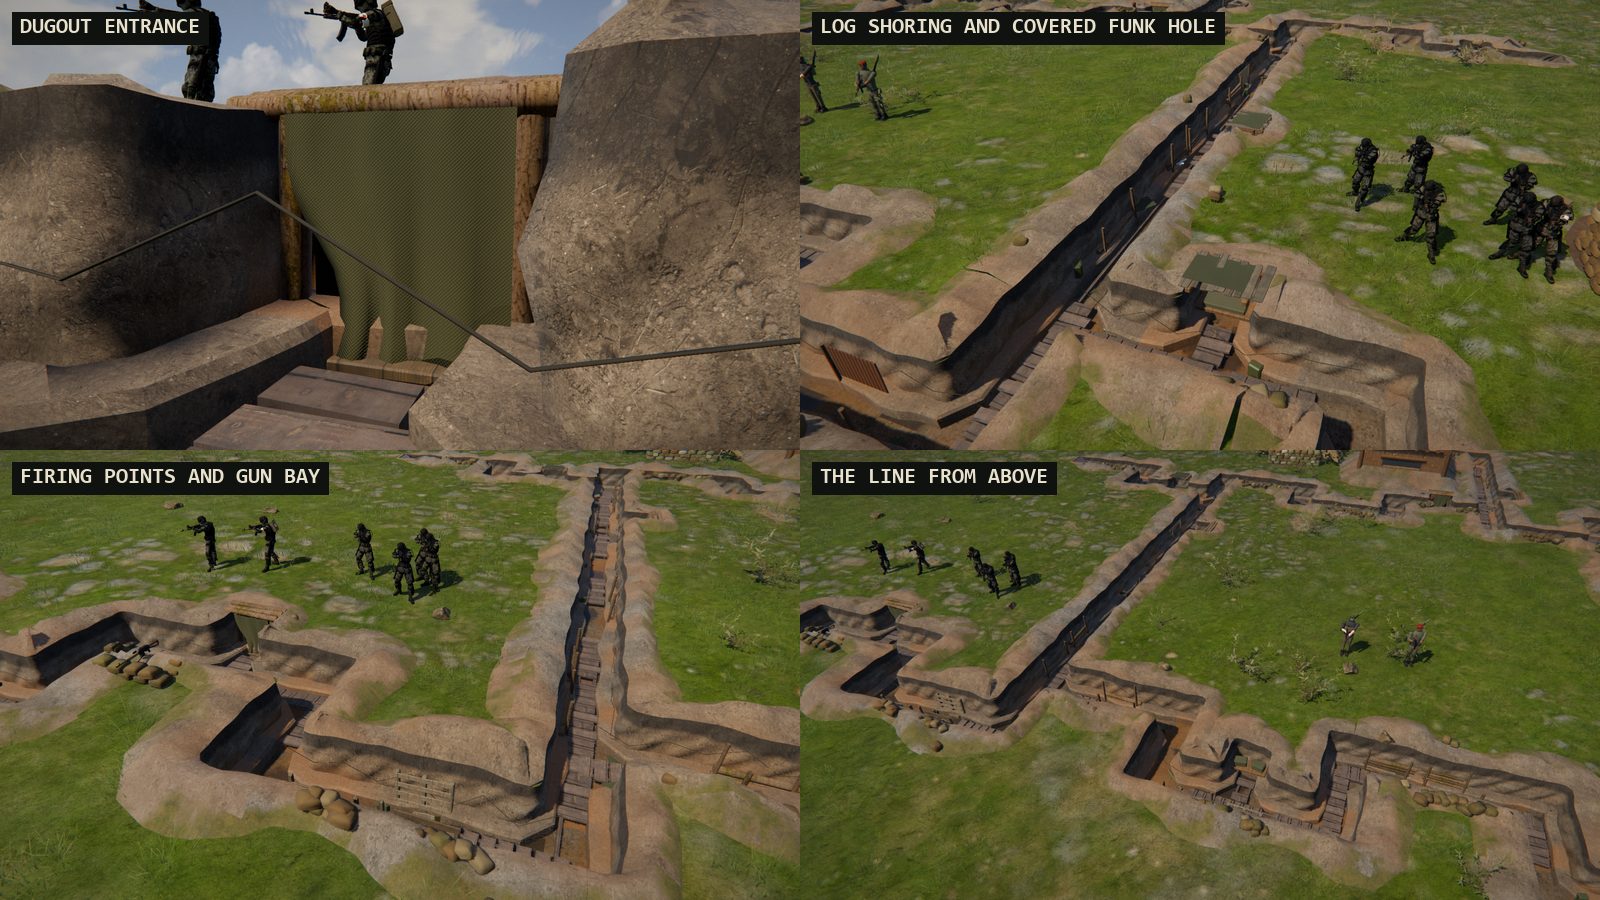 DUGOUT ENTRANCE
LOG SHORING AND COVERED FUNK HOLE
FIRING POINTS AND GUN BAY
THE LINE FROM ABOVE